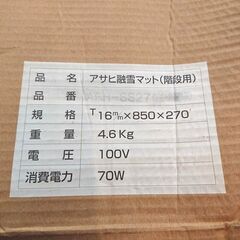 品名 アサヒ融雪マット(階段用)
品番
規格 T16m/m×850×270
重量 4.6Kg
電圧 100V
消費電力 70W